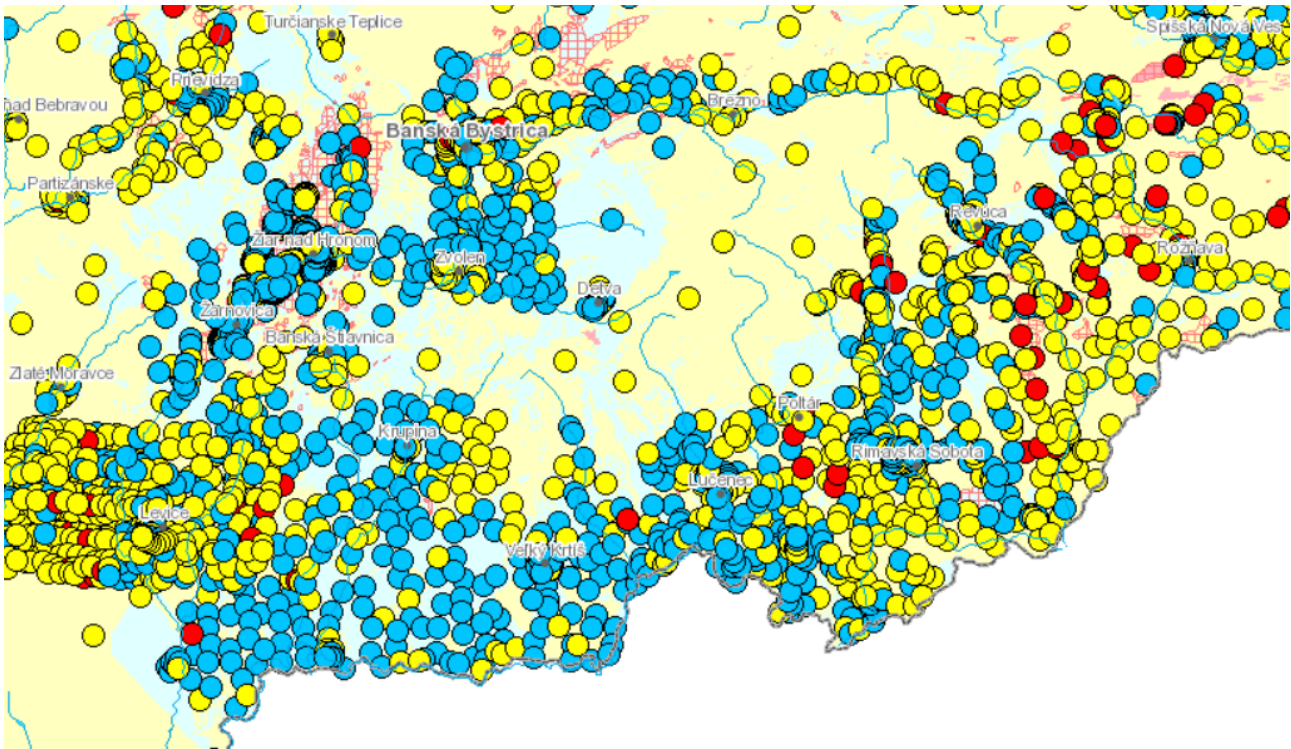 Turčianske Teplice
Spišská Nová Ves
Prievidza
nad Bebravou
Brezno
Banská Bystrica
Partizánske
Revúca
Žiar nad Hronom
Zvolen
Rožňava
Detva
Žarnovica
Banská Štiavnica
Zlaté Moravce
Poltár
Krupina
Rimavská Sobota
Lučenec
Levice
Veľký Krtíš